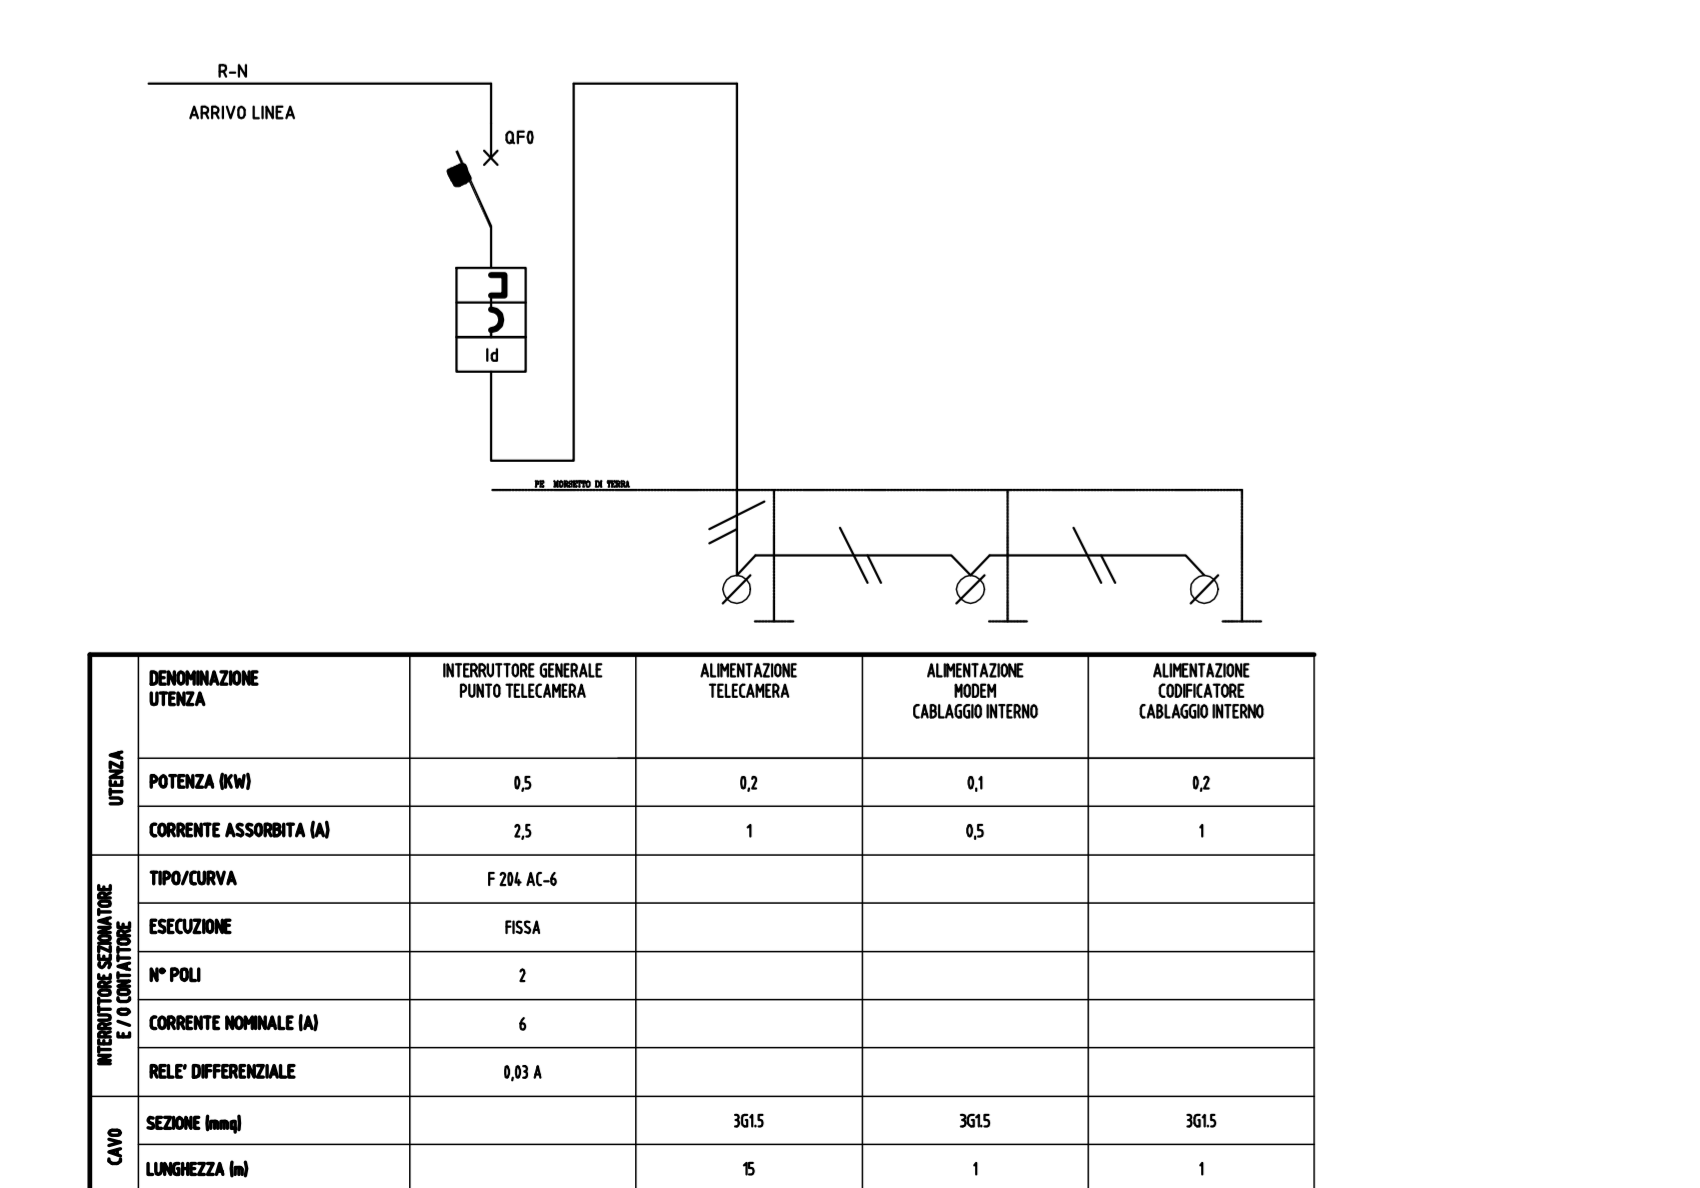 R-N
ARRIVO LINEA
QF0
Id
PE MORSETTO DI TERRA
UTENZA
DENOMINAZIONE
UTENZA
INTERRUTTORE GENERALE
PUNTO TELECAMERA
ALIMENTAZIONE
TELECAMERA
ALIMENTAZIONE
MODEM
CABLAGGIO INTERNO
ALIMENTAZIONE
CODIFICATORE
CABLAGGIO INTERNO
POTENZA (KW) 0,5 0,2 0,1 0,2
CORRENTE ASSORBITA (A) 2,5 1 0,5 1
INTERRUTTORE SEZIONATORE
E / O CONTATTORE
TIPO/CURVA F 204 AC-6
ESECUZIONE FISSA
N° POLI 2
CORRENTE NOMINALE (A) 6
RELE' DIFFERENZIALE 0,03 A
CAVO
SEZIONE (mmq) 3G1.5 3G1.5 3G1.5
LUNGHEZZA (m) 15 1 1